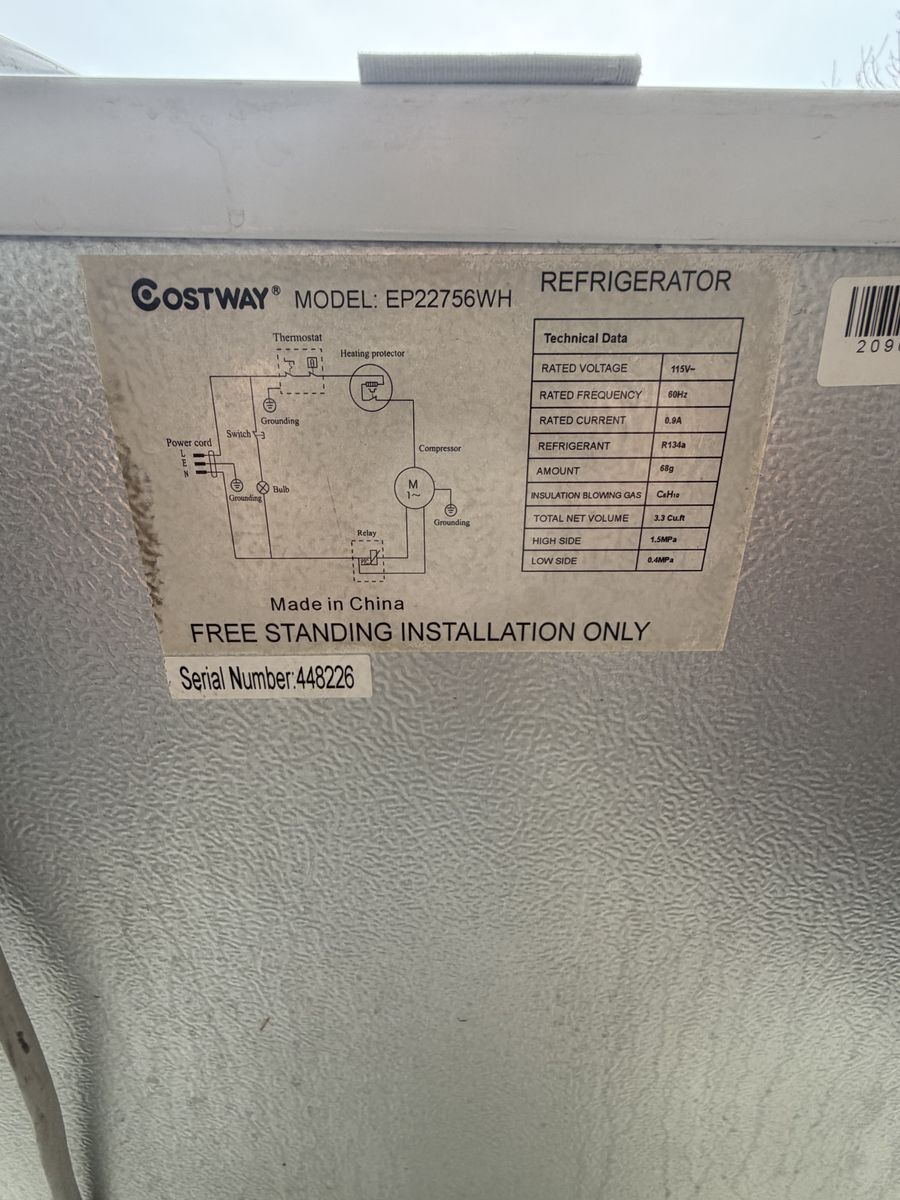 COSTWAY® MODEL: EP22756WH
REFRIGERATOR
Thermostat
Heating protector
Grounding
Switch
Power cord
L
E
N
Grounding
Bulb
Compressor
M
1~
Grounding
Relay
Technical Data
RATED VOLTAGE 115V~
RATED FREQUENCY 60Hz
RATED CURRENT 0.9A
REFRIGERANT R134a
AMOUNT 68g
INSULATION BLOWING GAS
TOTAL NET VOLUME 3.3 Cu.ft
HIGH SIDE 1.5MPa
LOW SIDE 0.4MPa
Made in China
FREE STANDING INSTALLATION ONLY
Serial Number:448226
209